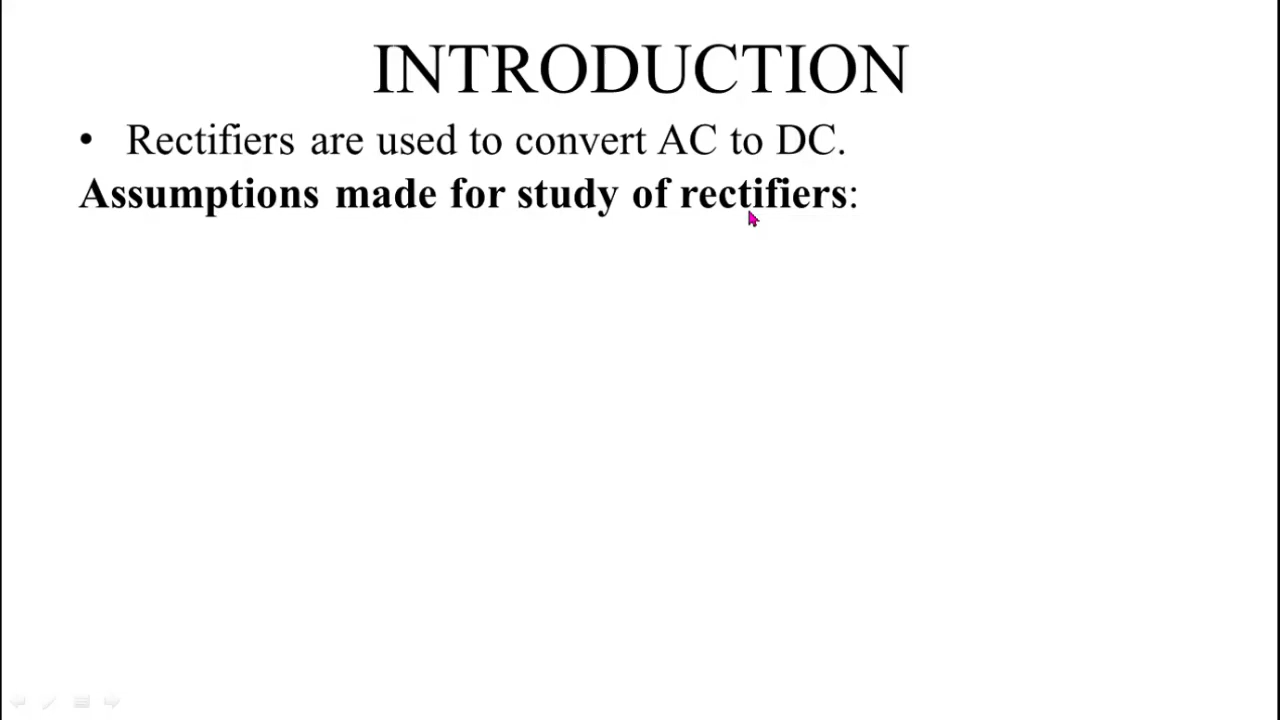 INTRODUCTION
• Rectifiers are used to convert AC to DC.
Assumptions made for study of rectifiers: